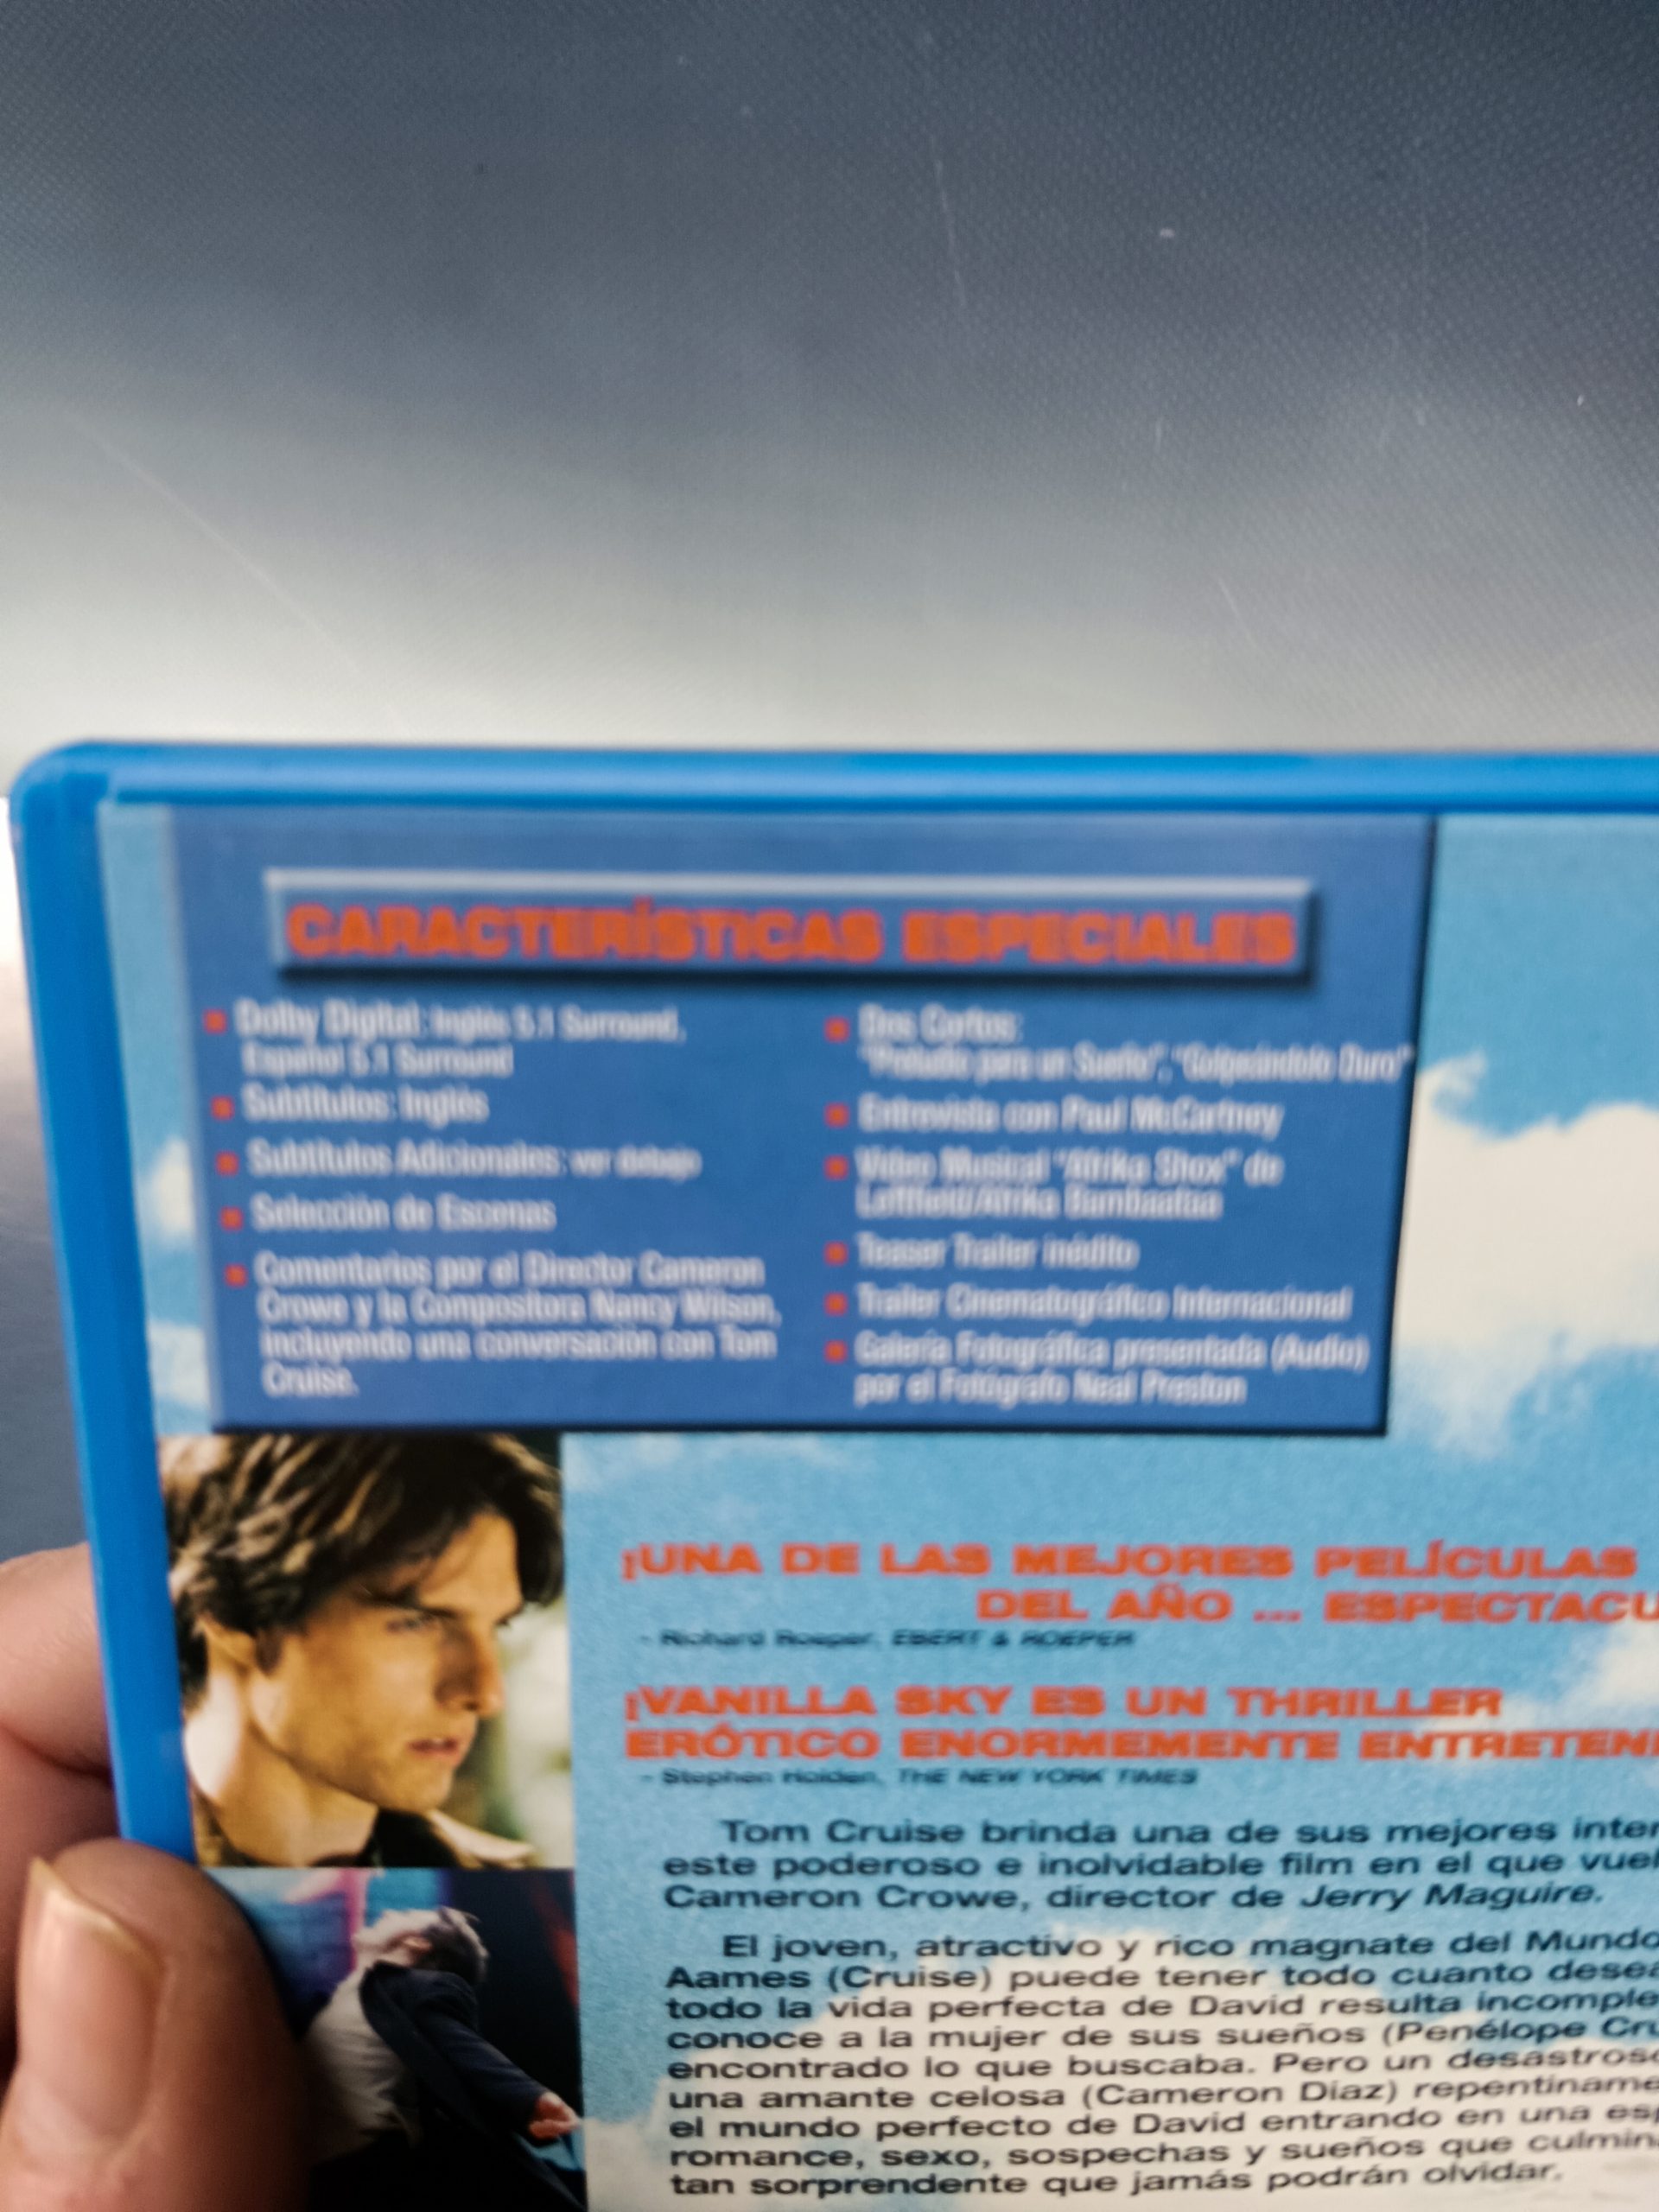 CARACTERÍSTICAS ESPECIALES
Dolby Digital: Inglés 5.1 Surround,
Español 5.1 Surround
Subtítulos: Inglés
Subtítulos Adicionales: ver debajo
Selección de Escenas
Comentarios por el Director Cameron
Crowe y la Compositora Nancy Wilson,
incluyendo una conversación con Tom
Cruise.
Dos Cortos:
"Preludio para un Sueño", "Golpeándolo Duro"
Entrevista con Paul McCartney
Video Musical "Afrika Shox" de
Leftfield/Afrika Bambaataa
Teaser Trailer inédito
Trailer Cinematográfico Internacional
Galería Fotográfica presentada (Audio)
por el Fotógrafo Neal Preston
¡UNA DE LAS MEJORES PELÍCULAS
DEL AÑO ... ESPECTACU
- Richard Roeper, EBERT & ROEPER
¡VANILLA SKY ES UN THRILLER
ERÓTICO ENORMEMENTE ENTRETENI
- Stephen Holden, THE NEW YORK TIMES
Tom Cruise brinda una de sus mejores inter
este poderoso e inolvidable film en el que vuel
Cameron Crowe, director de Jerry Maguire.
El joven, atractivo y rico magnate del Mundo
Aames (Cruise) puede tener todo cuanto desea
todo la vida perfecta de David resulta incomple
conoce a la mujer de sus sueños (Penélope Cru
encontrado lo que buscaba. Pero un desastroso
una amante celosa (Cameron Diaz) repentiname
el mundo perfecto de David entrando en una esp
romance, sexo, sospechas y sueños que culmina
tan sorprendente que jamás podrán olvidar.